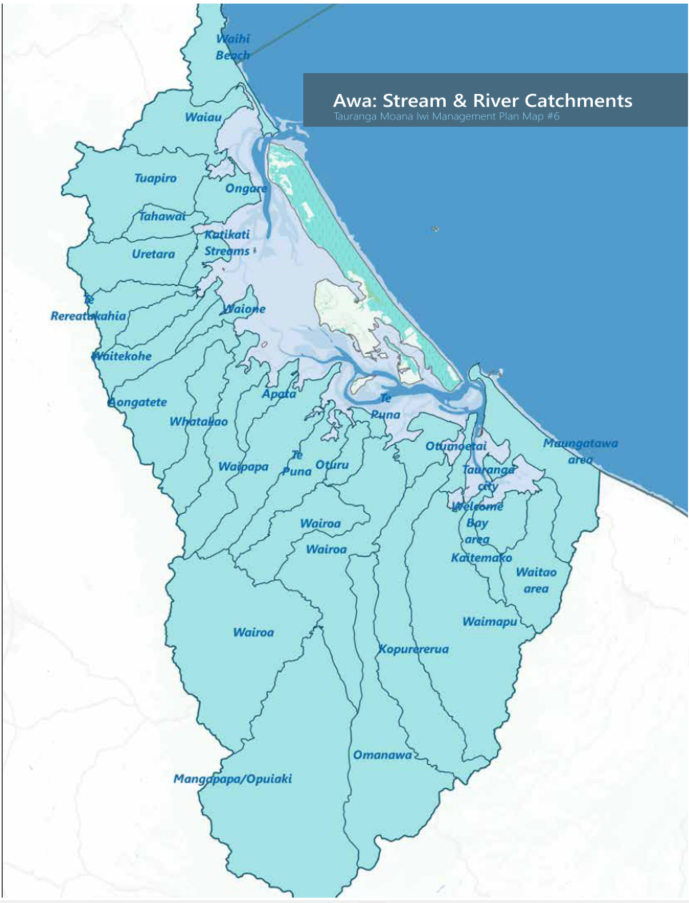 Waihi
Beach
Awa: Stream & River Catchments
Tauranga Moana Iwi Management Plan Map #6
Waiau
Tuapiro
Ongare
Tahawai
Katikati
Streams
Uretara
Te
Rereatukahia
Waione
Waitekohe
Aongatete
Apata
Te
Puna
Whatakao
Otumoetai
Maungatawa
area
Waipapa
Te
Puna
Oturu
Tauranga
city
Welcome
Bay
area
Wairoa
Wairoa
Kaitemako
Waitao
area
Waimapu
Wairoa
Kopurererua
Omanawa
Mangapapa/Opuiaki